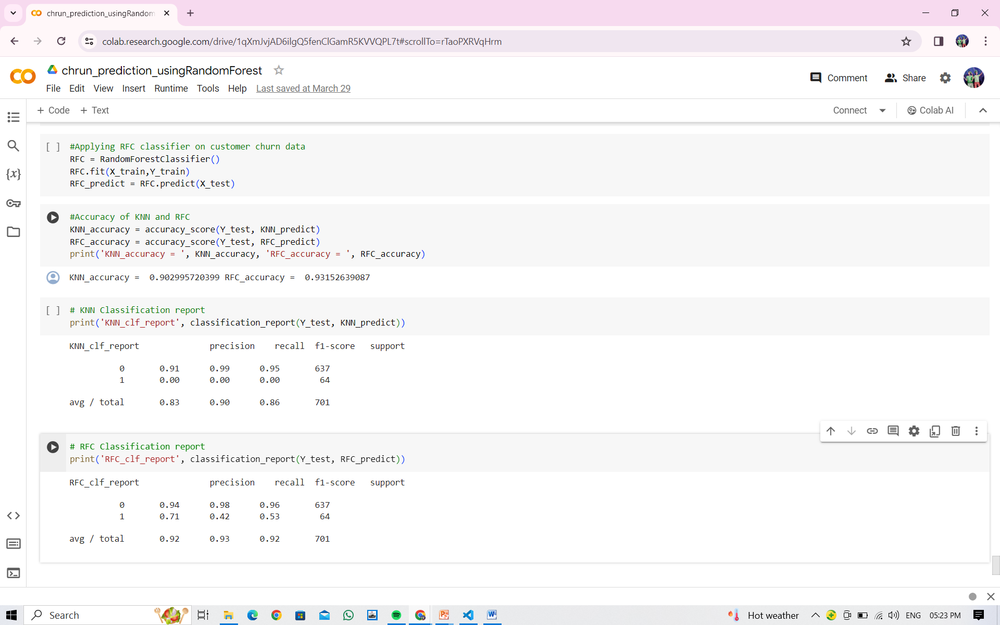 chrun_prediction_usingRandom
colab.research.google.com/drive/1qXmJvjAD6ilgQ5fenClGamR5KVVQPL7t#scrollTo=rTaoPXRVqHrm
chrun_prediction_usingRandomForest
Comment
Share
File Edit View Insert Runtime Tools Help Last saved at March 29
+ Code + Text
Connect
Colab AI
[ ] #Applying RFC classifier on customer churn data
RFC = RandomForestClassifier()
RFC.fit(X_train,Y_train)
RFC_predict = RFC.predict(X_test)
{x}
#Accuracy of KNN and RFC
KNN_accuracy = accuracy_score(Y_test, KNN_predict)
RFC_accuracy = accuracy_score(Y_test, RFC_predict)
print('KNN_accuracy = ', KNN_accuracy, 'RFC_accuracy = ', RFC_accuracy)
KNN_accuracy =  0.902995720399 RFC_accuracy =  0.93152639087
[ ] # KNN Classification report
print('KNN_clf_report', classification_report(Y_test, KNN_predict))
KNN_clf_report precision recall f1-score support
0 0.91 0.99 0.95 637
1 0.00 0.00 0.00 64
avg / total 0.83 0.90 0.86 701
# RFC Classification report
print('RFC_clf_report', classification_report(Y_test, RFC_predict))
RFC_clf_report precision recall f1-score support
0 0.94 0.98 0.96 637
1 0.71 0.42 0.53 64
avg / total 0.92 0.93 0.92 701
Search
Hot weather
ENG
05:23 PM